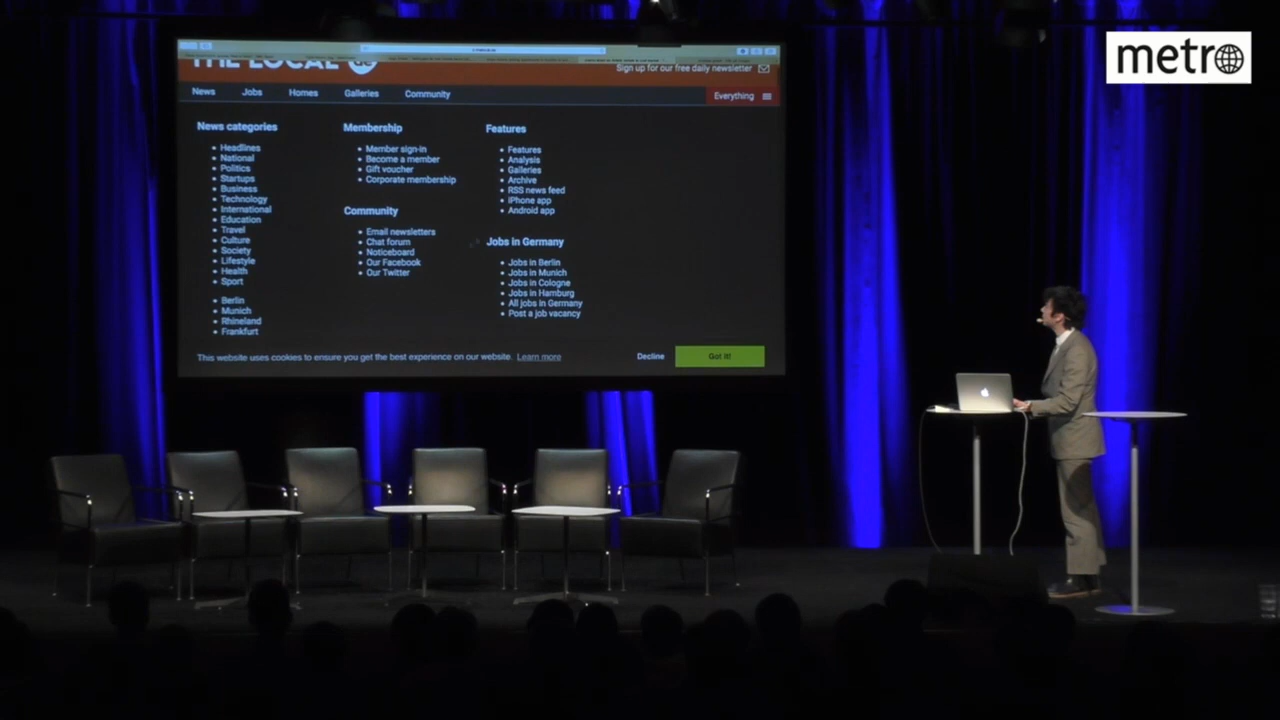 metro
THE LOCAL de
Sign up for our free daily newsletter
News Jobs Homes Galleries Community Everything
News categories
Headlines
National
Politics
Startups
Business
Technology
International
Education
Travel
Culture
Society
Lifestyle
Health
Sport
Berlin
Munich
Rhineland
Frankfurt
Membership
Member sign-in
Become a member
Gift voucher
Corporate membership
Community
Email newsletters
Chat forum
Noticeboard
Our Facebook
Our Twitter
Features
Features
Analysis
Galleries
Archive
RSS news feed
iPhone app
Android app
Jobs in Germany
Jobs in Berlin
Jobs in Munich
Jobs in Cologne
Jobs in Hamburg
All jobs in Germany
Post a job vacancy
This website uses cookies to ensure you get the best experience on our website. Learn more
Decline Got it!